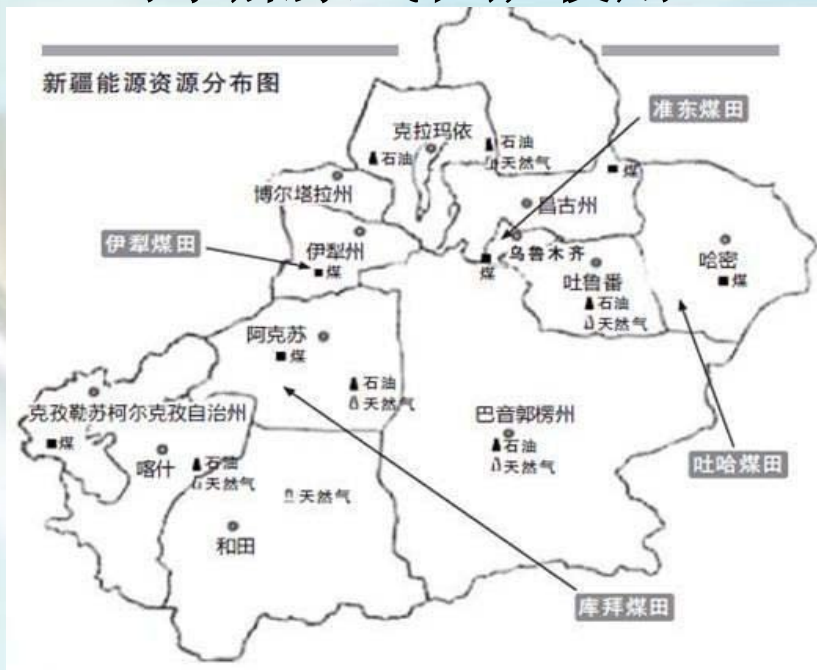 新疆能源资源分布图
准东煤田
克拉玛依
石油
石油
天然气
煤
博尔塔拉州
昌古州
伊犁煤田
伊犁州
煤
乌鲁木齐
煤
哈密
煤
吐鲁番
石油
天然气
阿克苏
煤
石油
天然气
克孜勒苏柯尔克孜自治州
煤
喀什
石油
天然气
天然气
巴音郭楞州
石油
天然气
吐哈煤田
和田
库拜煤田